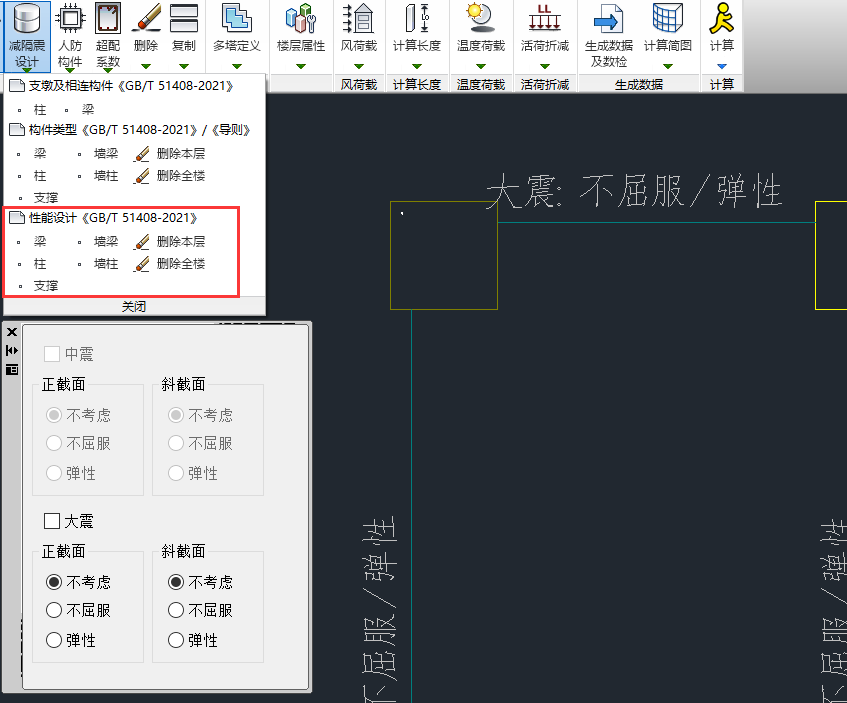 减隔震 人防 超配 删除 复制 多塔定义 楼层属性 风荷载 计算长度 温度荷载 活荷折减 生成数据 计算简图 计算
设计 构件 系数 及数检
风荷载 计算长度 温度荷载 活荷折减 生成数据 计算
支墩及相连构件《GB/T 51408-2021》
柱 梁
构件类型《GB/T 51408-2021》/《导则》
梁 墙梁 删除本层
柱 墙柱 删除全楼
支撑
性能设计《GB/T 51408-2021》
梁 墙梁 删除本层
柱 墙柱 删除全楼
支撑
关闭
中震
正截面 斜截面
不考虑 不考虑
不屈服 不屈服
弹性 弹性
大震
正截面 斜截面
不考虑 不考虑
不屈服 不屈服
弹性 弹性
大震: 不屈服/弹性
不屈服/弹性
不屈服/弹性